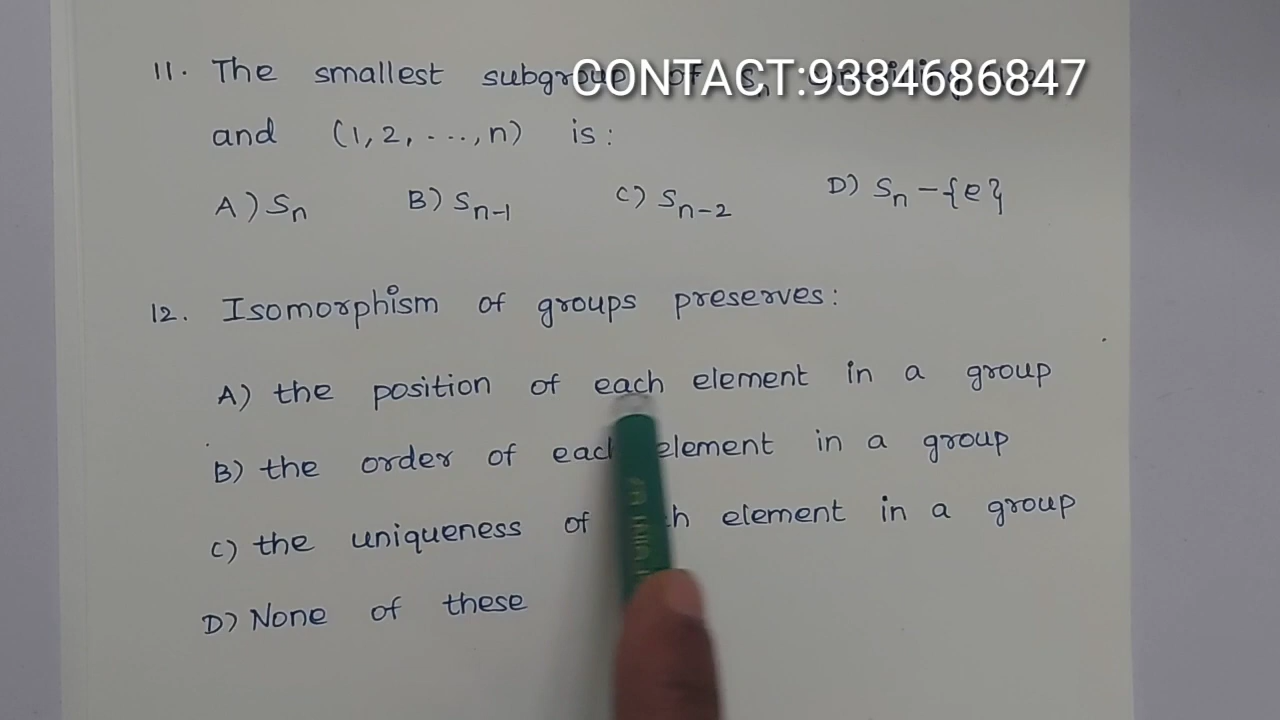 11. The smallest subgroup of Sn
CONTACT:9384686847
and (1,2, ...,n) is:
A) Sn B) Sn-1 C) Sn-2 D) Sn -{e}
12. Isomorphism of groups preserves:
A) the position of each element in a group
B) the order of each element in a group
C) the uniqueness of element in a group
D) None of these